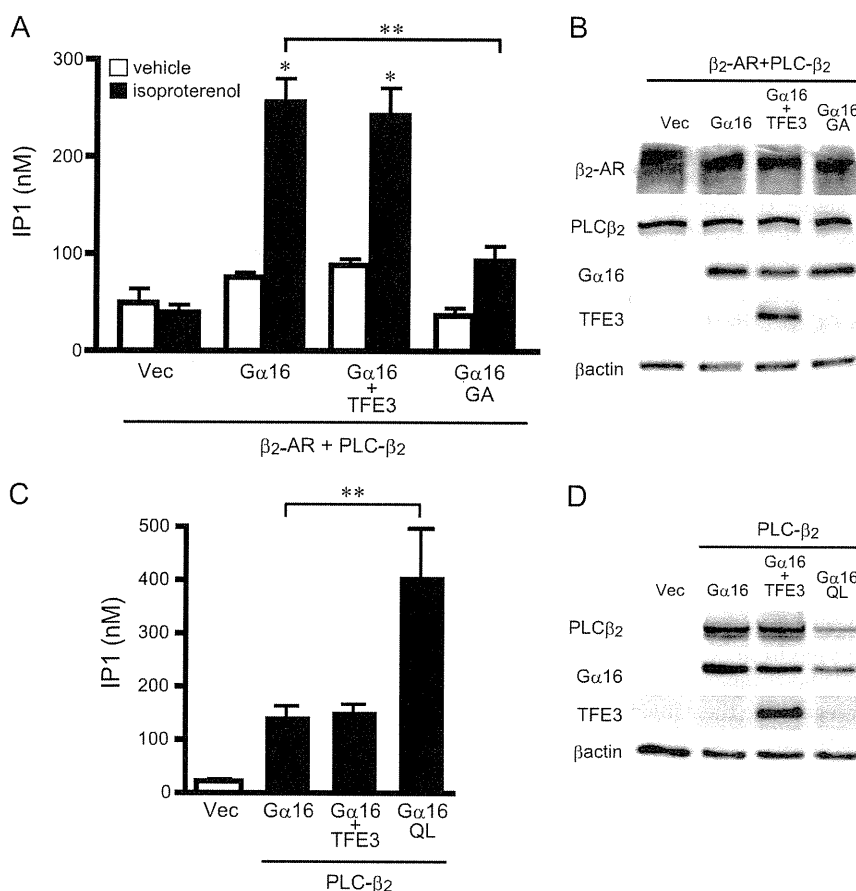 A
300
200
100
0
IP1 (nM)
vehicle
isoproterenol
**
*
*
Vec
Gα16
Gα16
+
TFE3
Gα16
GA
β2-AR + PLC-β2
B
β2-AR+PLC-β2
Vec
Gα16
Gα16
+
TFE3
Gα16
GA
β2-AR
PLCβ2
Gα16
TFE3
βactin
C
500
400
300
200
100
0
IP1 (nM)
**
Vec
Gα16
Gα16
+
TFE3
Gα16
QL
PLC-β2
D
PLC-β2
Vec
Gα16
Gα16
+
TFE3
Gα16
QL
PLCβ2
Gα16
TFE3
βactin